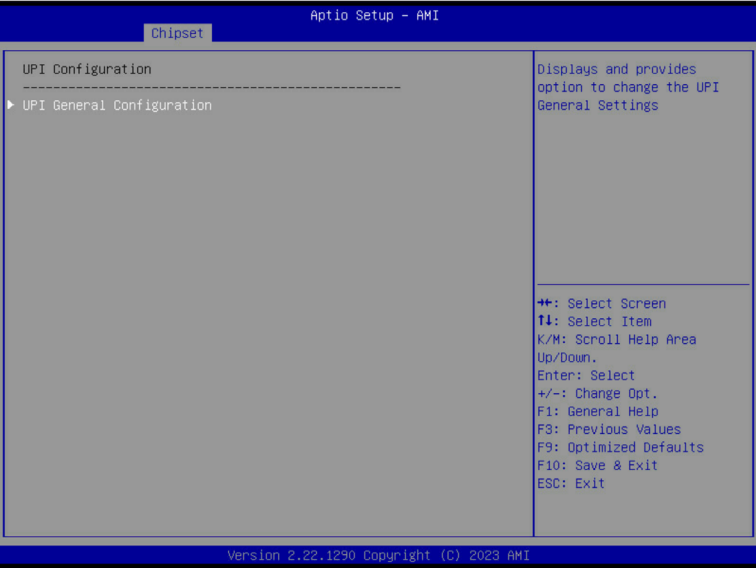 Aptio Setup – AMI
Chipset
UPI Configuration
--------------------------------------------------
▶ UPI General Configuration
Displays and provides
option to change the UPI
General Settings
→←: Select Screen
↑↓: Select Item
K/M: Scroll Help Area
Up/Down.
Enter: Select
+/-: Change Opt.
F1: General Help
F3: Previous Values
F9: Optimized Defaults
F10: Save & Exit
ESC: Exit
Version 2.22.1290 Copyright (C) 2023 AMI